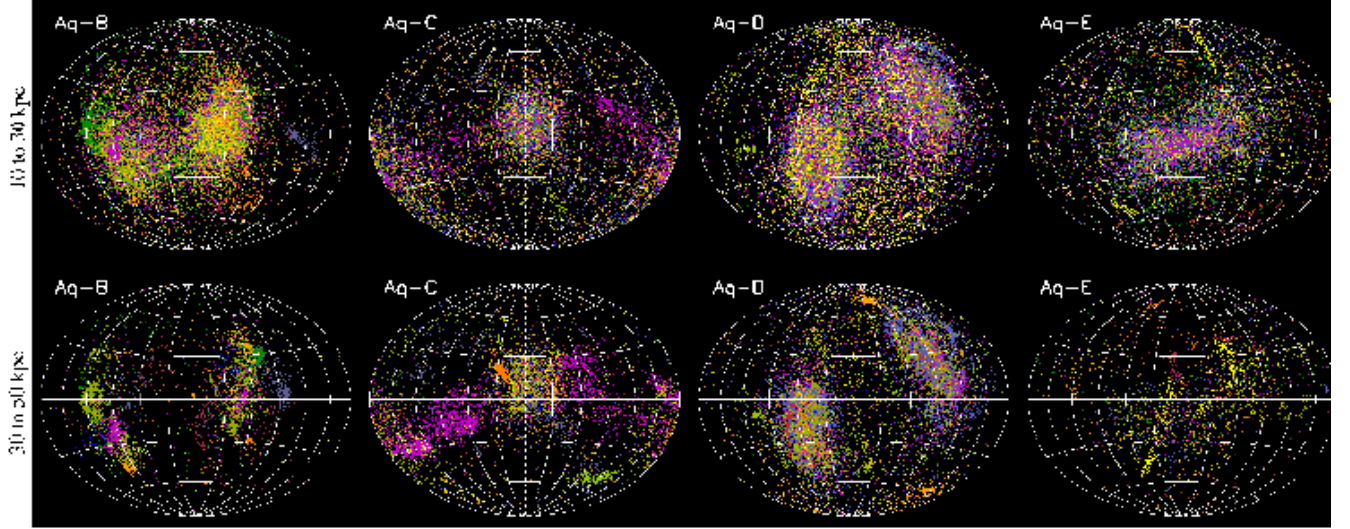 Aq-B Aq-C Aq-D Aq-E
10 to 30 kpc
Aq-B Aq-C Aq-D Aq-E
30 to 50 kpc